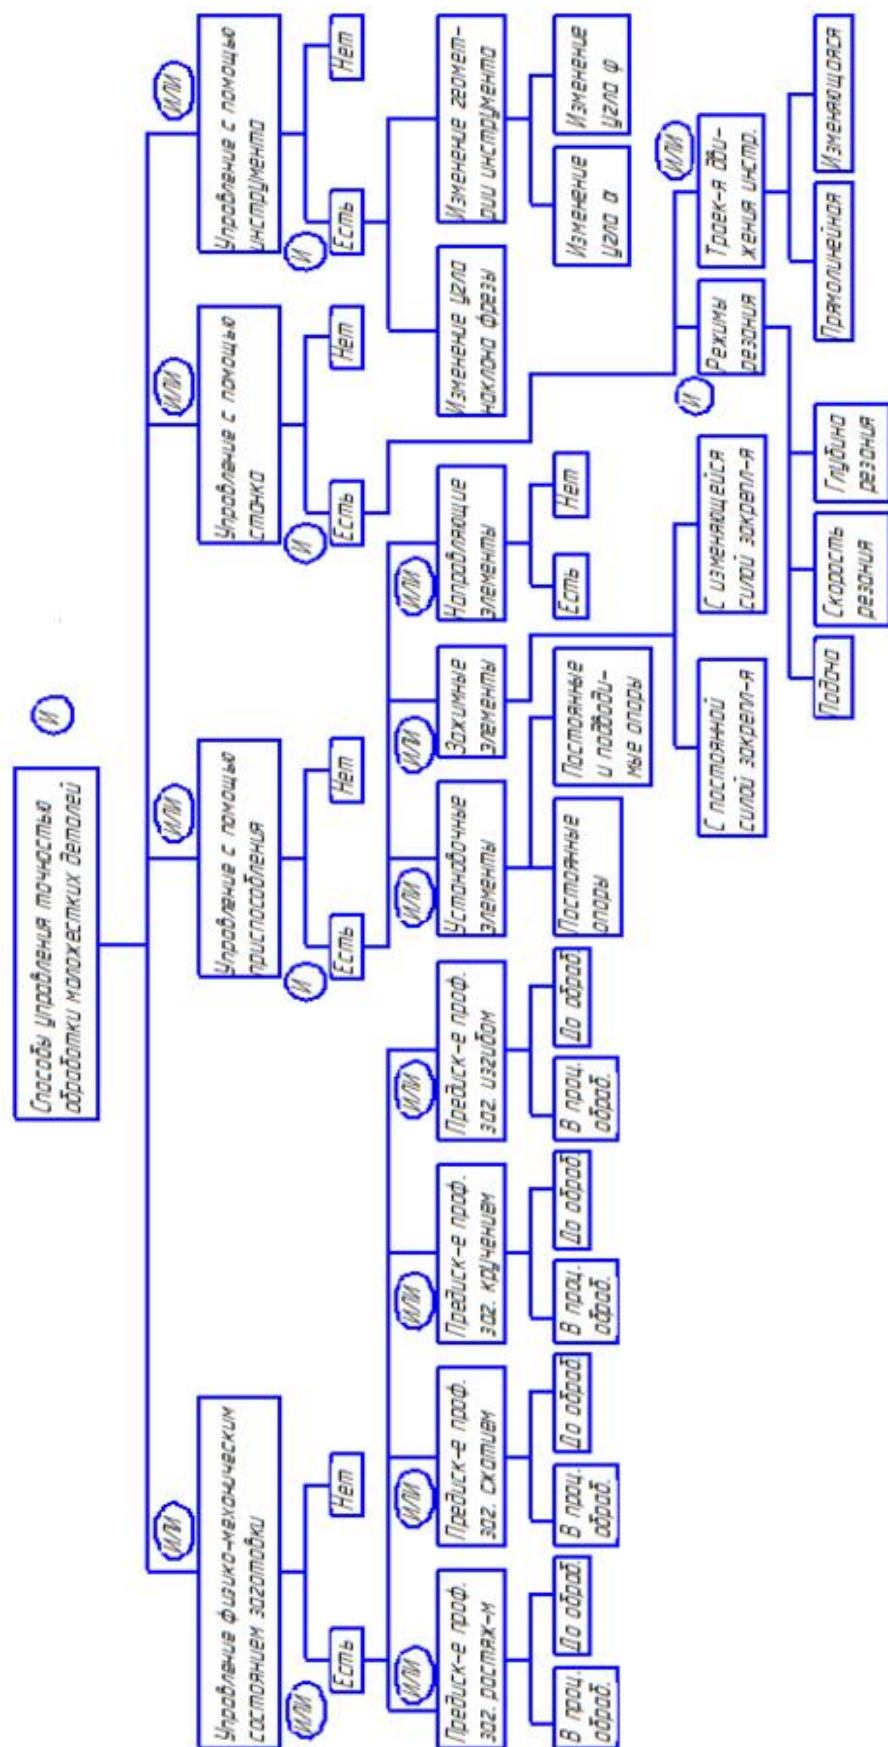 Способы управления точностью
обработки маложестких деталей
И
ИЛИ
ИЛИ
ИЛИ
ИЛИ
Управление физико-механическим
состоянием заготовки
Управление с помощью
приспособления
Управление с помощью
станка
Управление с помощью
инструмента
ИЛИ
И
И
И
Есть
Нет
Есть
Нет
Есть
Нет
Есть
Нет
ИЛИ
ИЛИ
ИЛИ
ИЛИ
ИЛИ
ИЛИ
ИЛИ
Предиск-е проф.
заг. растяж-м
Предиск-е проф.
заг. сжатием
Предиск-е проф.
заг. кручением
Предиск-е проф.
заг. изгибом
Установочные
элементы
Зажимные
элементы
Направляющие
элементы
Изменение угла
наклона фрезы
Изменение геомет-
рии инструмента
В проц.
обраб.
До обраб.
В проц.
обраб.
До обраб.
В проц.
обраб.
До обраб.
В проц.
обраб.
До обраб.
Постоянные
опоры
Постоянные
и подводи-
мые опоры
Есть
Нет
Изменение
угла α
Изменение
угла φ
И
ИЛИ
С постоянной
силой закрепл-я
С изменяющейся
силой закрепл-я
Режимы
резания
Траек-я дви-
жения инстр.
Подача
Скорость
резания
Глубина
резания
Прямолинейная
Изменяющаяся